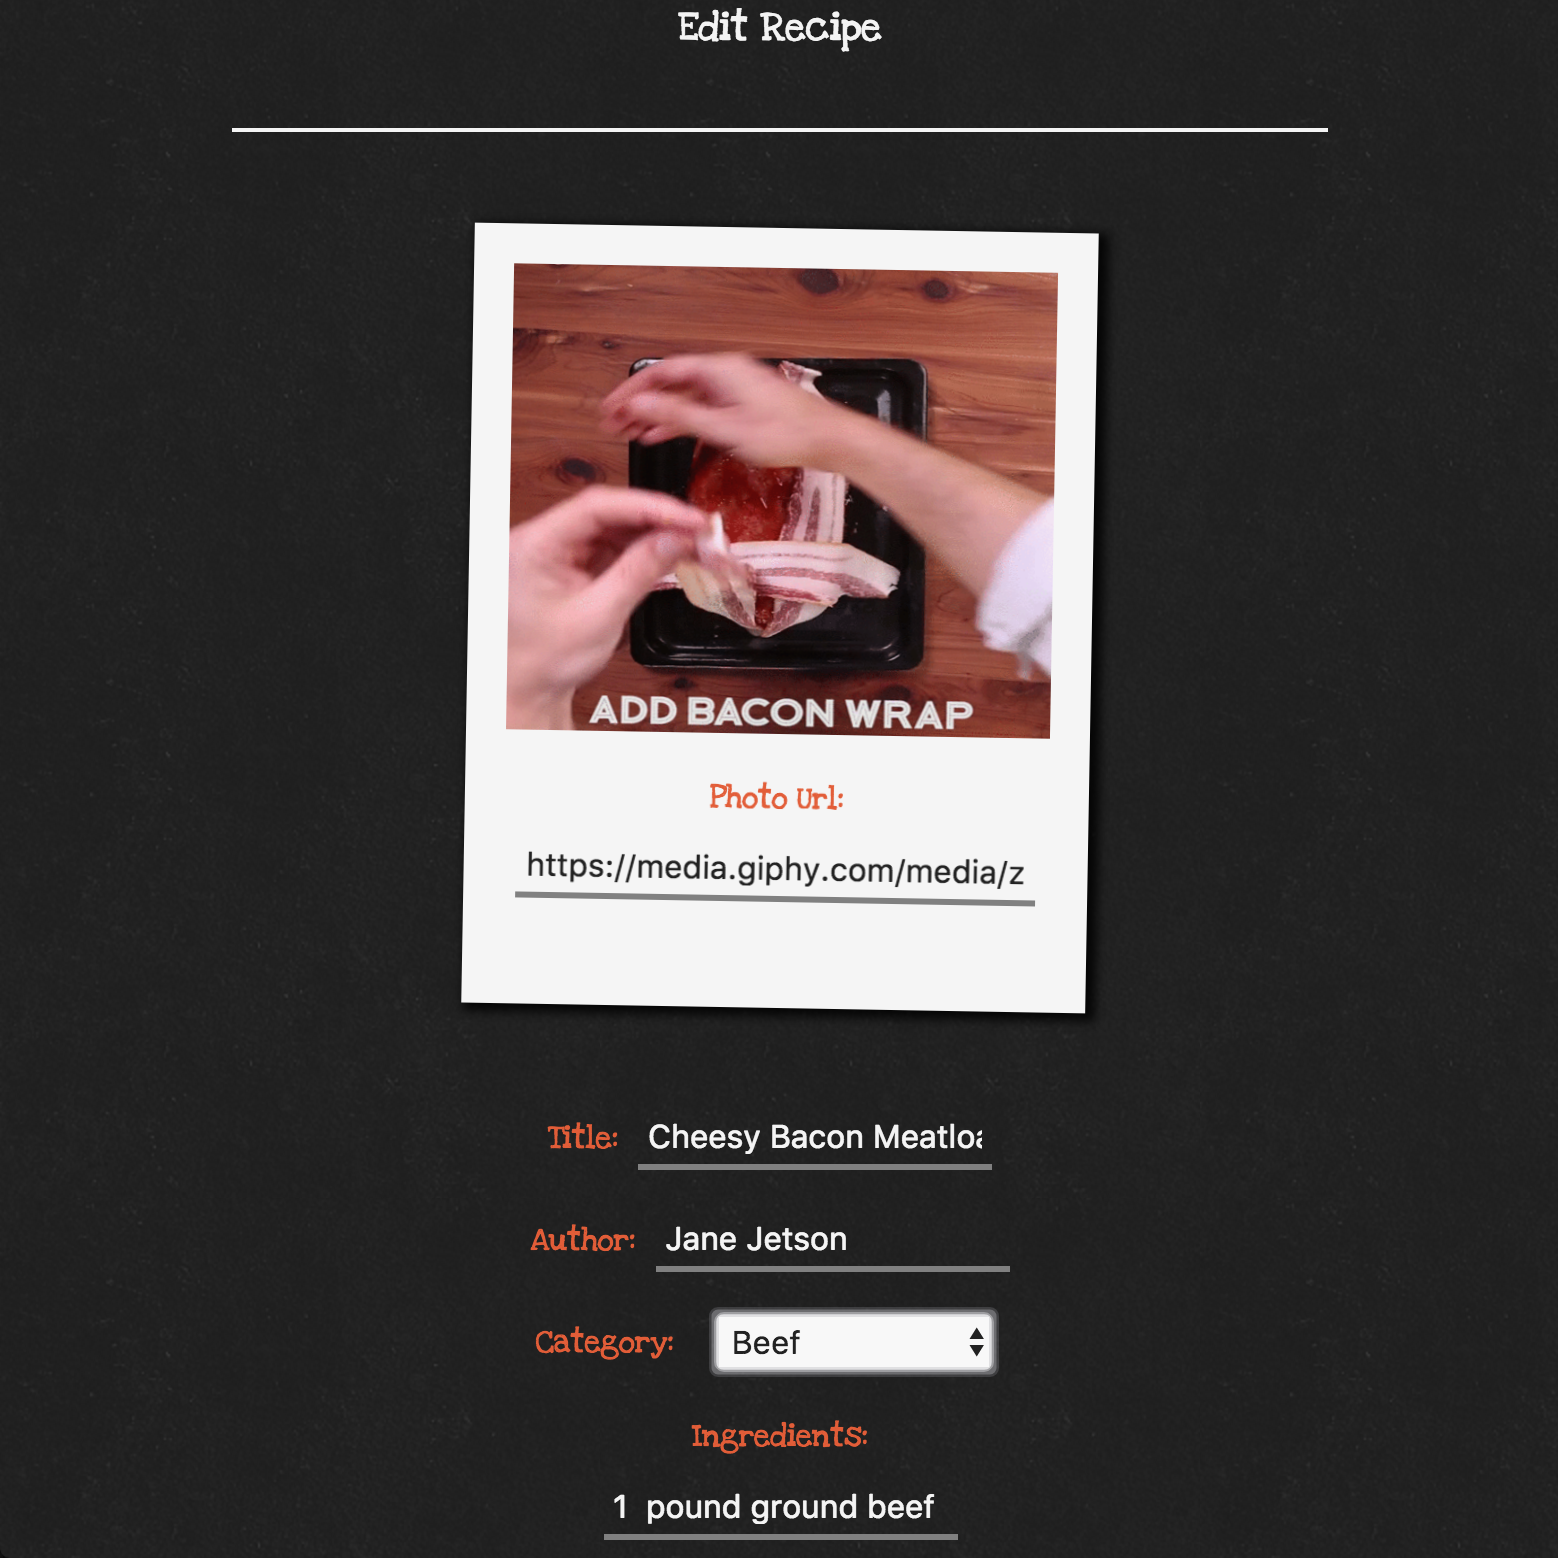 Edit Recipe
ADD BACON WRAP
Photo Url:
https://media.giphy.com/media/z
Title: Cheesy Bacon Meatloa
Author: Jane Jetson
Category: Beef
Ingredients:
1 pound ground beef